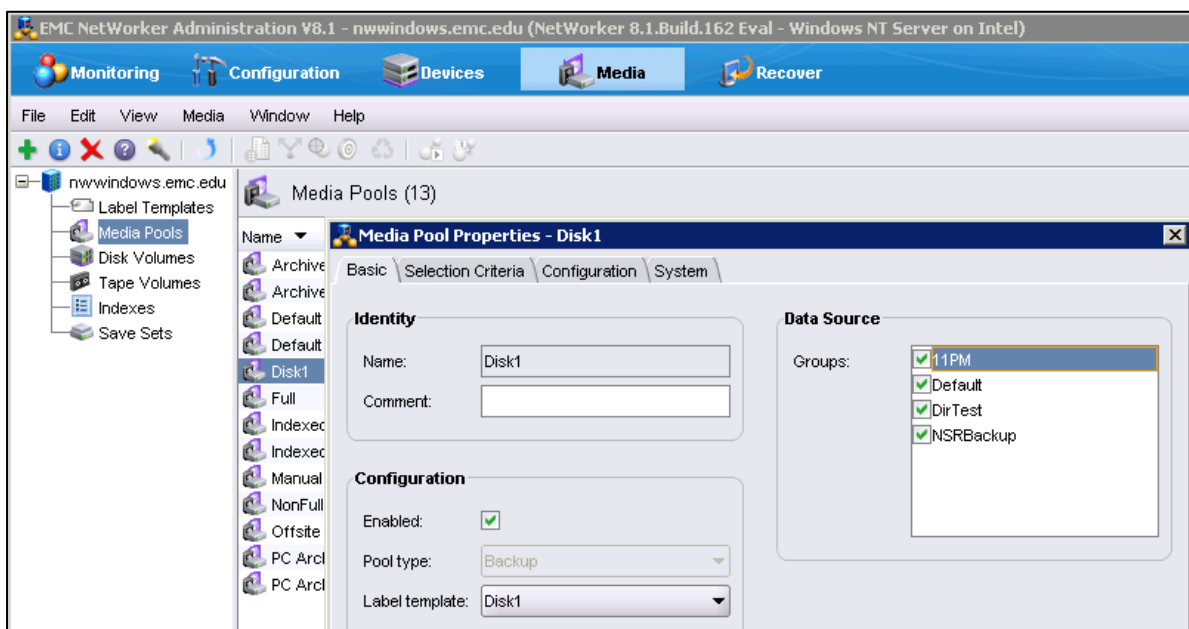 EMC NetWorker Administration V8.1 - nwwindows.emc.edu (NetWorker 8.1.Build.162 Eval - Windows NT Server on Intel)
Monitoring Configuration Devices Media Recover
File Edit View Media Window Help
nwwindows.emc.edu
Label Templates
Media Pools
Disk Volumes
Tape Volumes
Indexes
Save Sets
Media Pools (13)
Name
Archive
Archive
Default
Default
Disk1
Full
Indexed
Indexed
Manual
NonFull
Offsite
PC Arcl
PC Arcl
Media Pool Properties - Disk1
Basic Selection Criteria Configuration System
Identity
Name: Disk1
Comment:
Configuration
Enabled:
Pool type: Backup
Label template: Disk1
Data Source
Groups: 11PM
Default
DirTest
NSRBackup